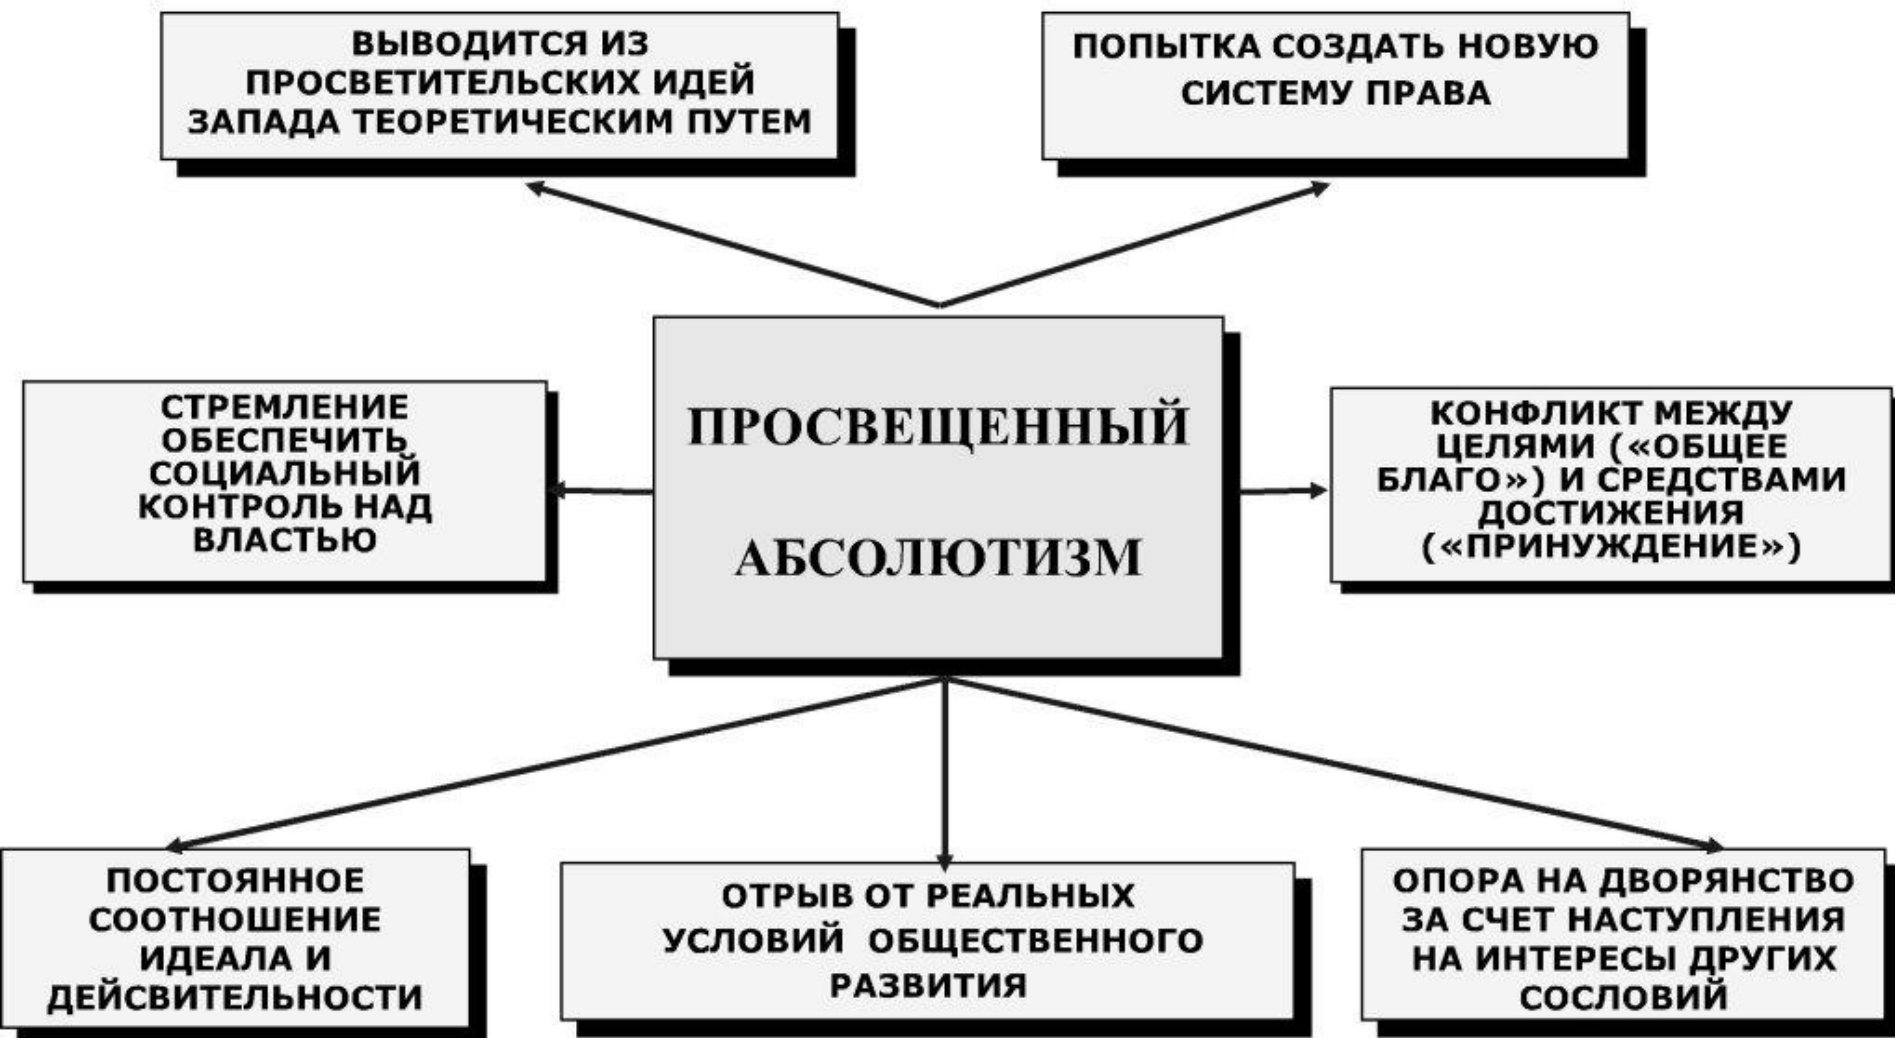 ВЫВОДИТСЯ ИЗ
ПРОСВЕТИТЕЛЬСКИХ ИДЕЙ
ЗАПАДА ТЕОРЕТИЧЕСКИМ ПУТЕМ
ПОПЫТКА СОЗДАТЬ НОВУЮ
СИСТЕМУ ПРАВА
СТРЕМЛЕНИЕ
ОБЕСПЕЧИТЬ
СОЦИАЛЬНЫЙ
КОНТРОЛЬ НАД
ВЛАСТЬЮ
ПРОСВЕЩЕННЫЙ
АБСОЛЮТИЗМ
КОНФЛИКТ МЕЖДУ
ЦЕЛЯМИ («ОБЩЕЕ
БЛАГО») И СРЕДСТВАМИ
ДОСТИЖЕНИЯ
(«ПРИНУЖДЕНИЕ»)
ПОСТОЯННОЕ
СООТНОШЕНИЕ
ИДЕАЛА И
ДЕЙСВИТЕЛЬНОСТИ
ОТРЫВ ОТ РЕАЛЬНЫХ
УСЛОВИЙ ОБЩЕСТВЕННОГО
РАЗВИТИЯ
ОПОРА НА ДВОРЯНСТВО
ЗА СЧЕТ НАСТУПЛЕНИЯ
НА ИНТЕРЕСЫ ДРУГИХ
СОСЛОВИЙ